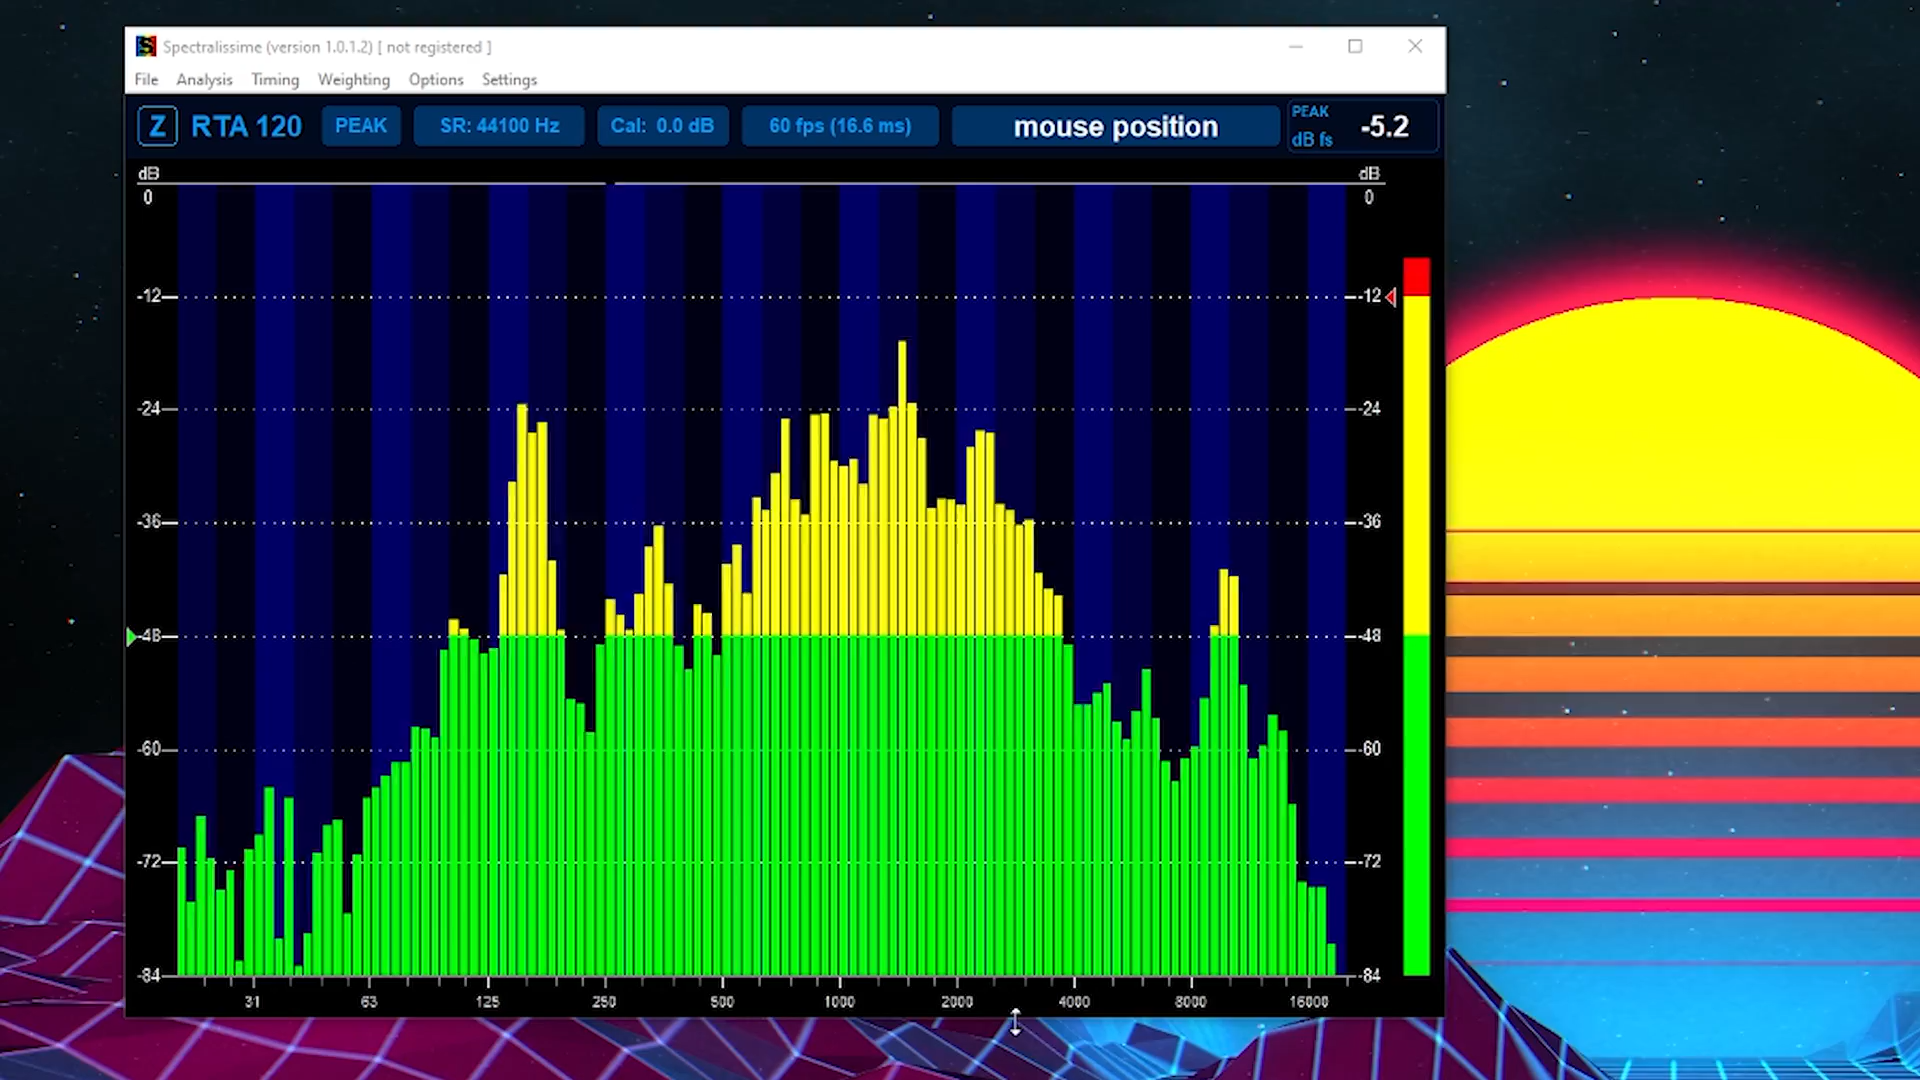 Spectralissime (version 1.0.1.2) [ not registered ]
File Analysis Timing Weighting Options Settings
Z RTA 120 PEAK SR: 44100 Hz Cal: 0.0 dB 60 fps (16.6 ms) mouse position PEAK dB fs -5.2
dB dB
0 0
-12 -12
-24 -24
-36 -36
-48 -48
-60 -60
-72 -72
-84 -84
31 63 125 250 500 1000 2000 4000 8000 16000